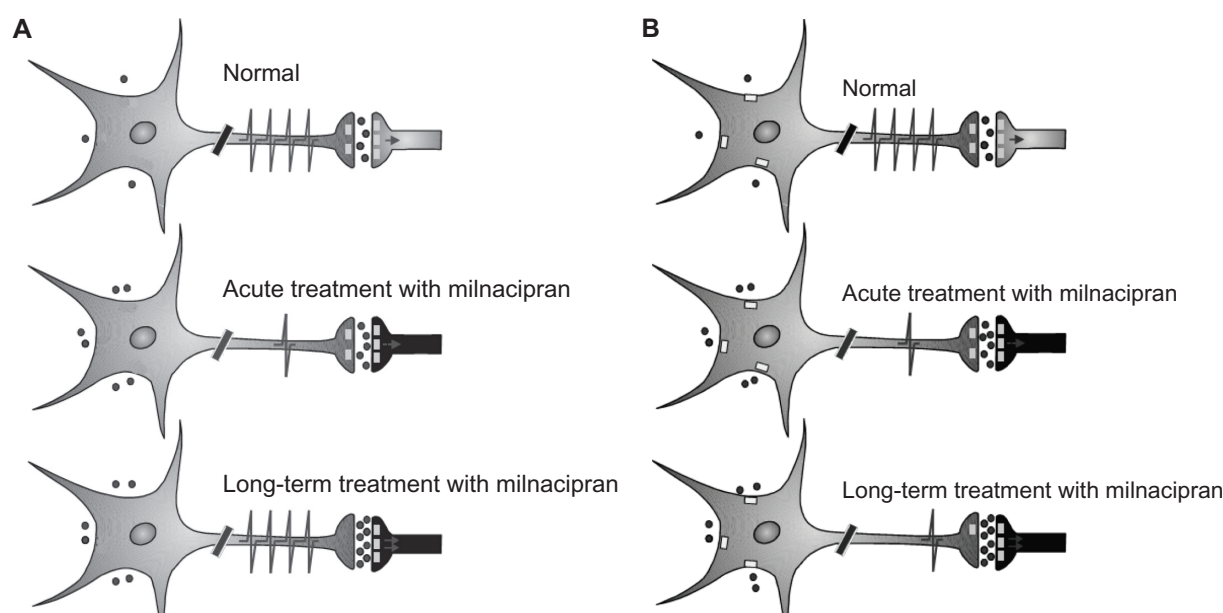 A
Normal
Acute treatment with milnacipran
Long-term treatment with milnacipran
B
Normal
Acute treatment with milnacipran
Long-term treatment with milnacipran